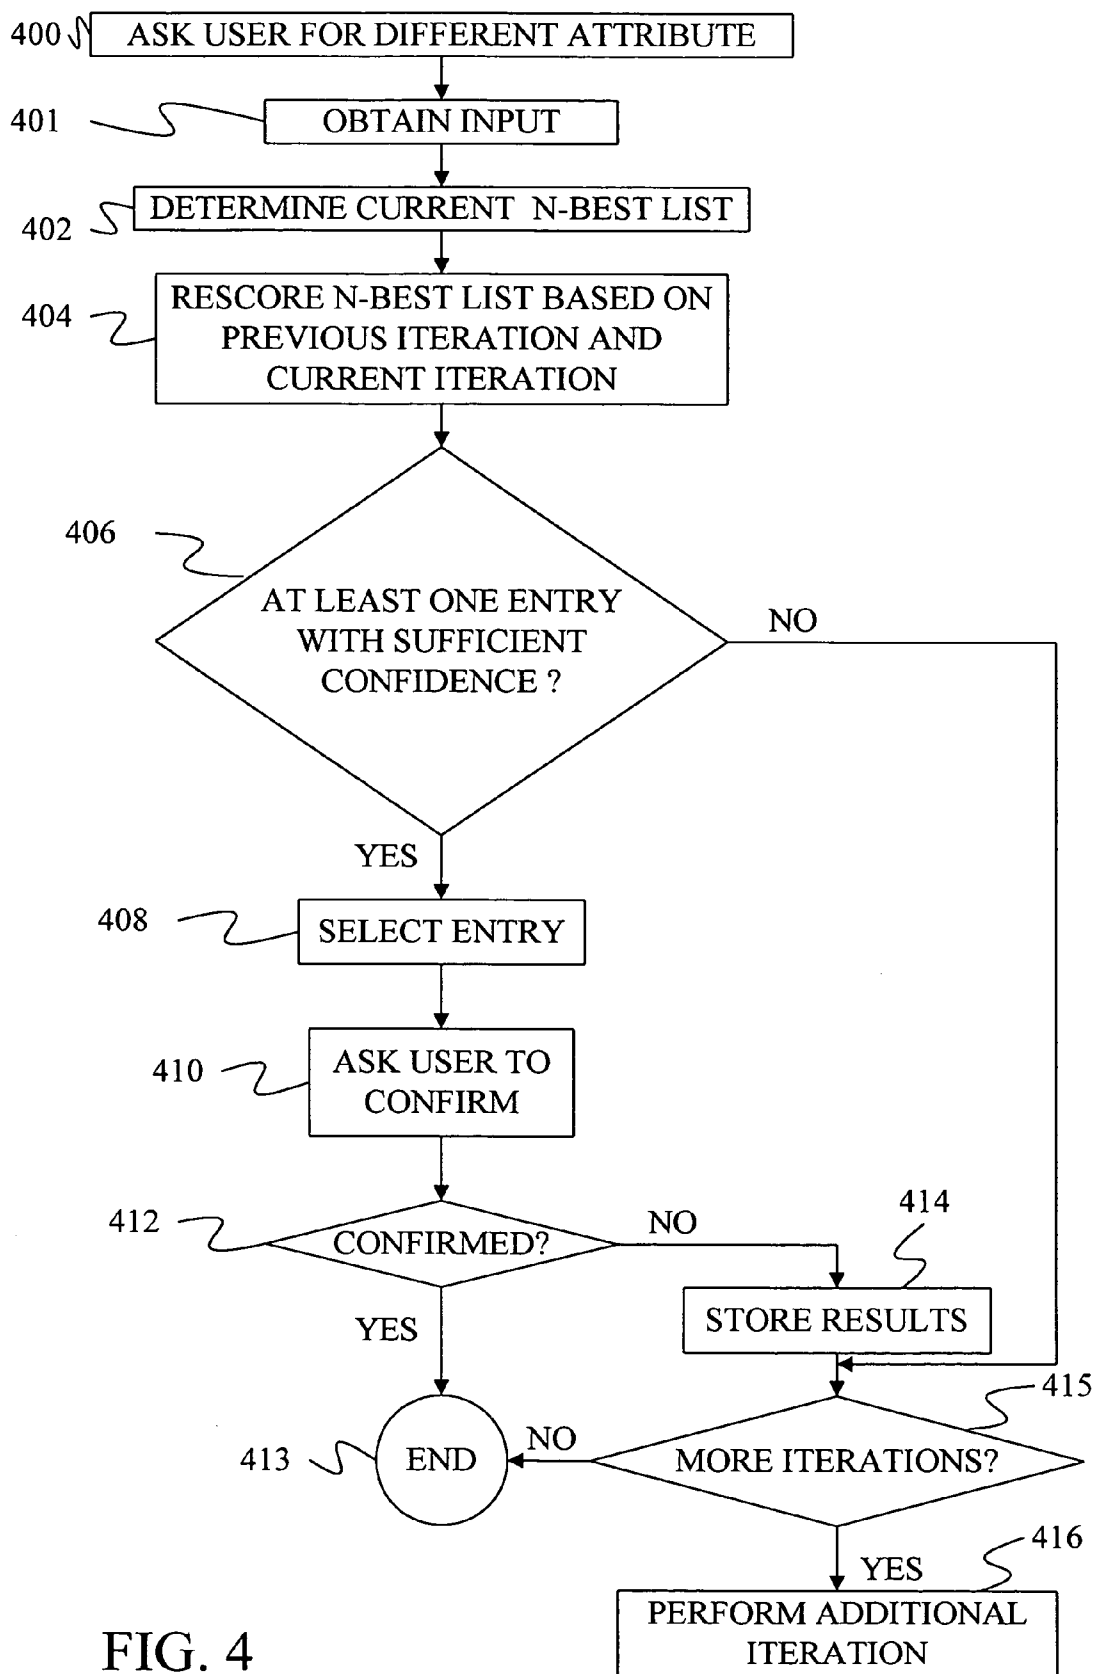 400 ASK USER FOR DIFFERENT ATTRIBUTE
401 OBTAIN INPUT
402 DETERMINE CURRENT N-BEST LIST
404 RESCORE N-BEST LIST BASED ON
PREVIOUS ITERATION AND
CURRENT ITERATION
406
AT LEAST ONE ENTRY
WITH SUFFICIENT
CONFIDENCE ?
NO
YES
408 SELECT ENTRY
410 ASK USER TO
CONFIRM
412 CONFIRMED?
NO
YES
414
STORE RESULTS
415
MORE ITERATIONS?
NO
413 END
YES
416
PERFORM ADDITIONAL
ITERATION
FIG. 4